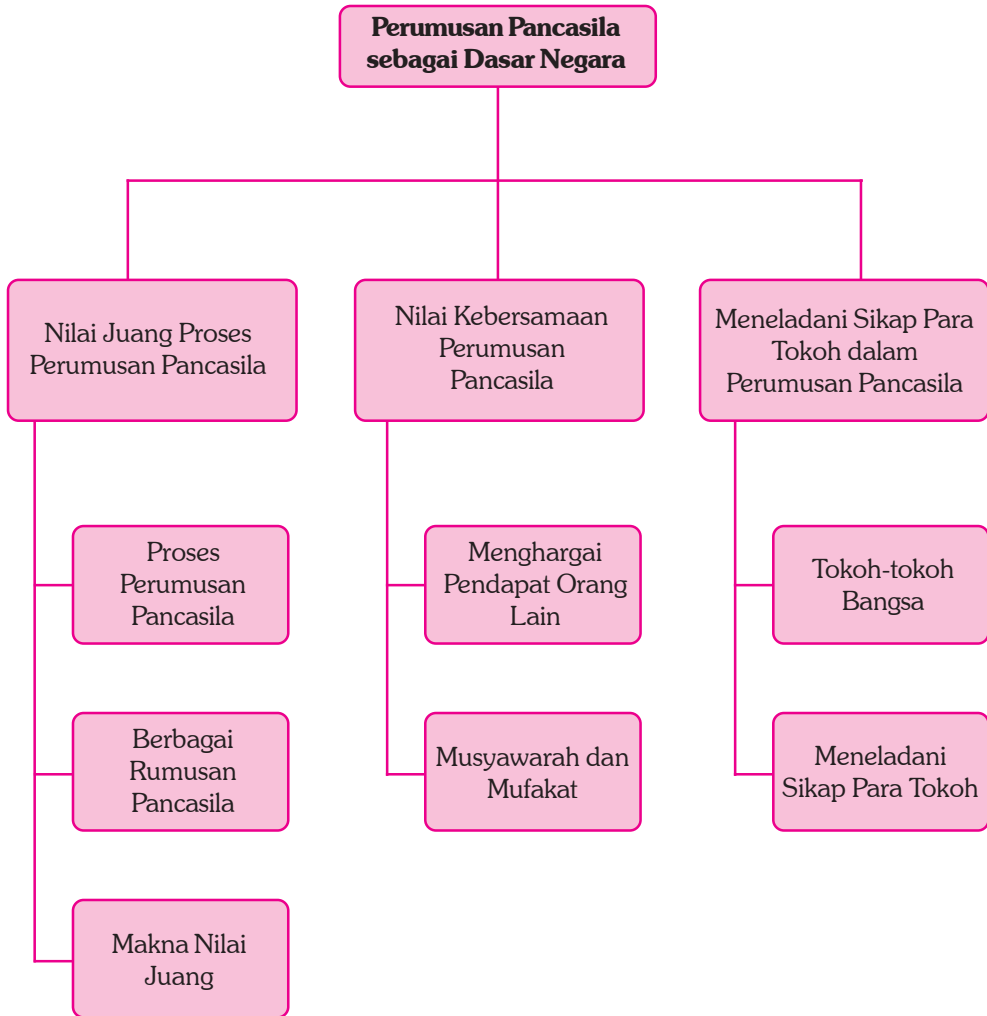 Perumusan Pancasila
sebagai Dasar Negara
Nilai Juang Proses
Perumusan Pancasila
Nilai Kebersamaan
Perumusan
Pancasila
Meneladani Sikap Para
Tokoh dalam
Perumusan Pancasila
Proses
Perumusan
Pancasila
Menghargai
Pendapat Orang
Lain
Tokoh-tokoh
Bangsa
Berbagai
Rumusan
Pancasila
Musyawarah dan
Mufakat
Meneladani
Sikap Para Tokoh
Makna Nilai
Juang